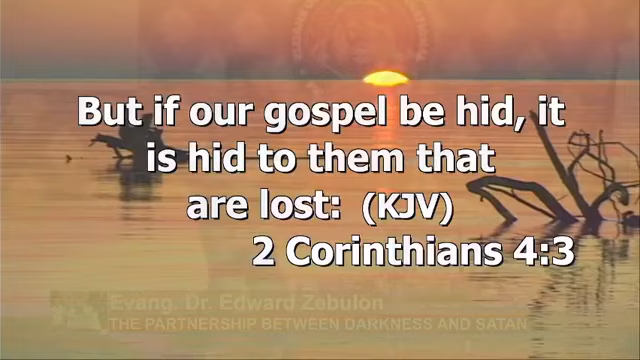 But if our gospel be hid, it
is hid to them that
are lost: (KJV)
2 Corinthians 4:3
Evang. Dr. Edward Zebulon
THE PARTNERSHIP BETWEEN DARKNESS AND SATAN